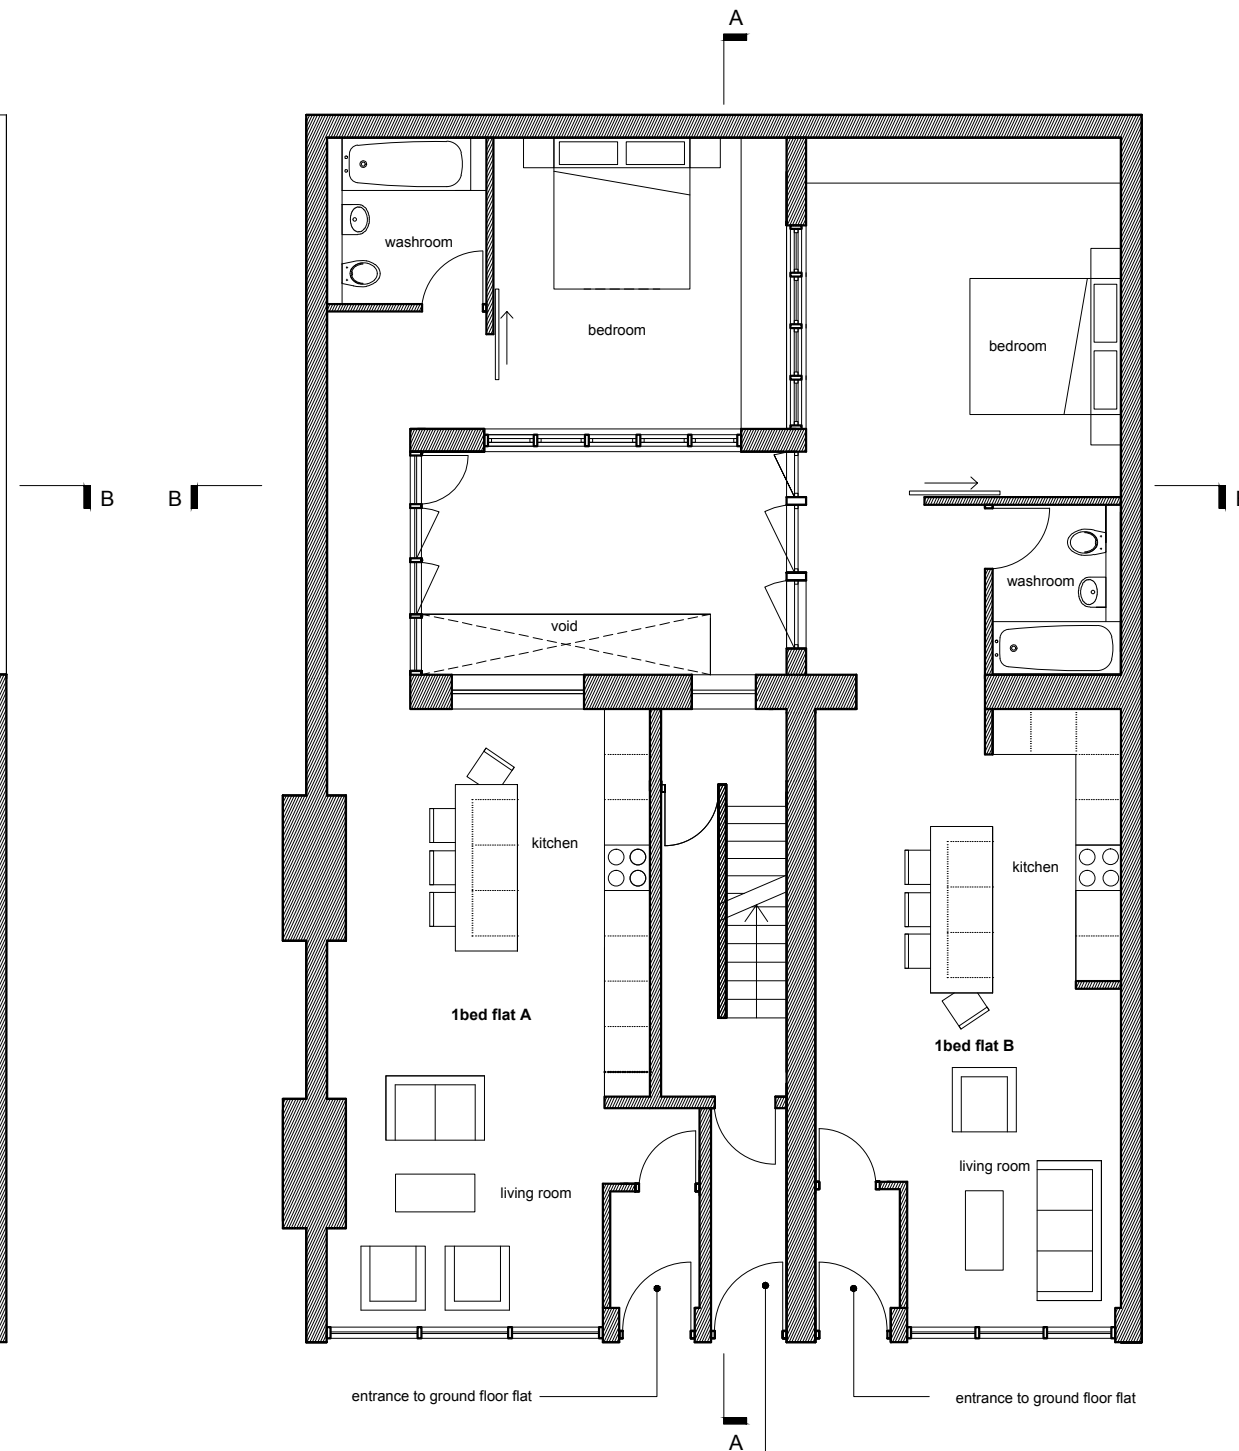 A
washroom
bedroom
bedroom
B
B
washroom
void
kitchen
kitchen
1bed flat A
1bed flat B
living room
living room
entrance to ground floor flat
entrance to ground floor flat
A